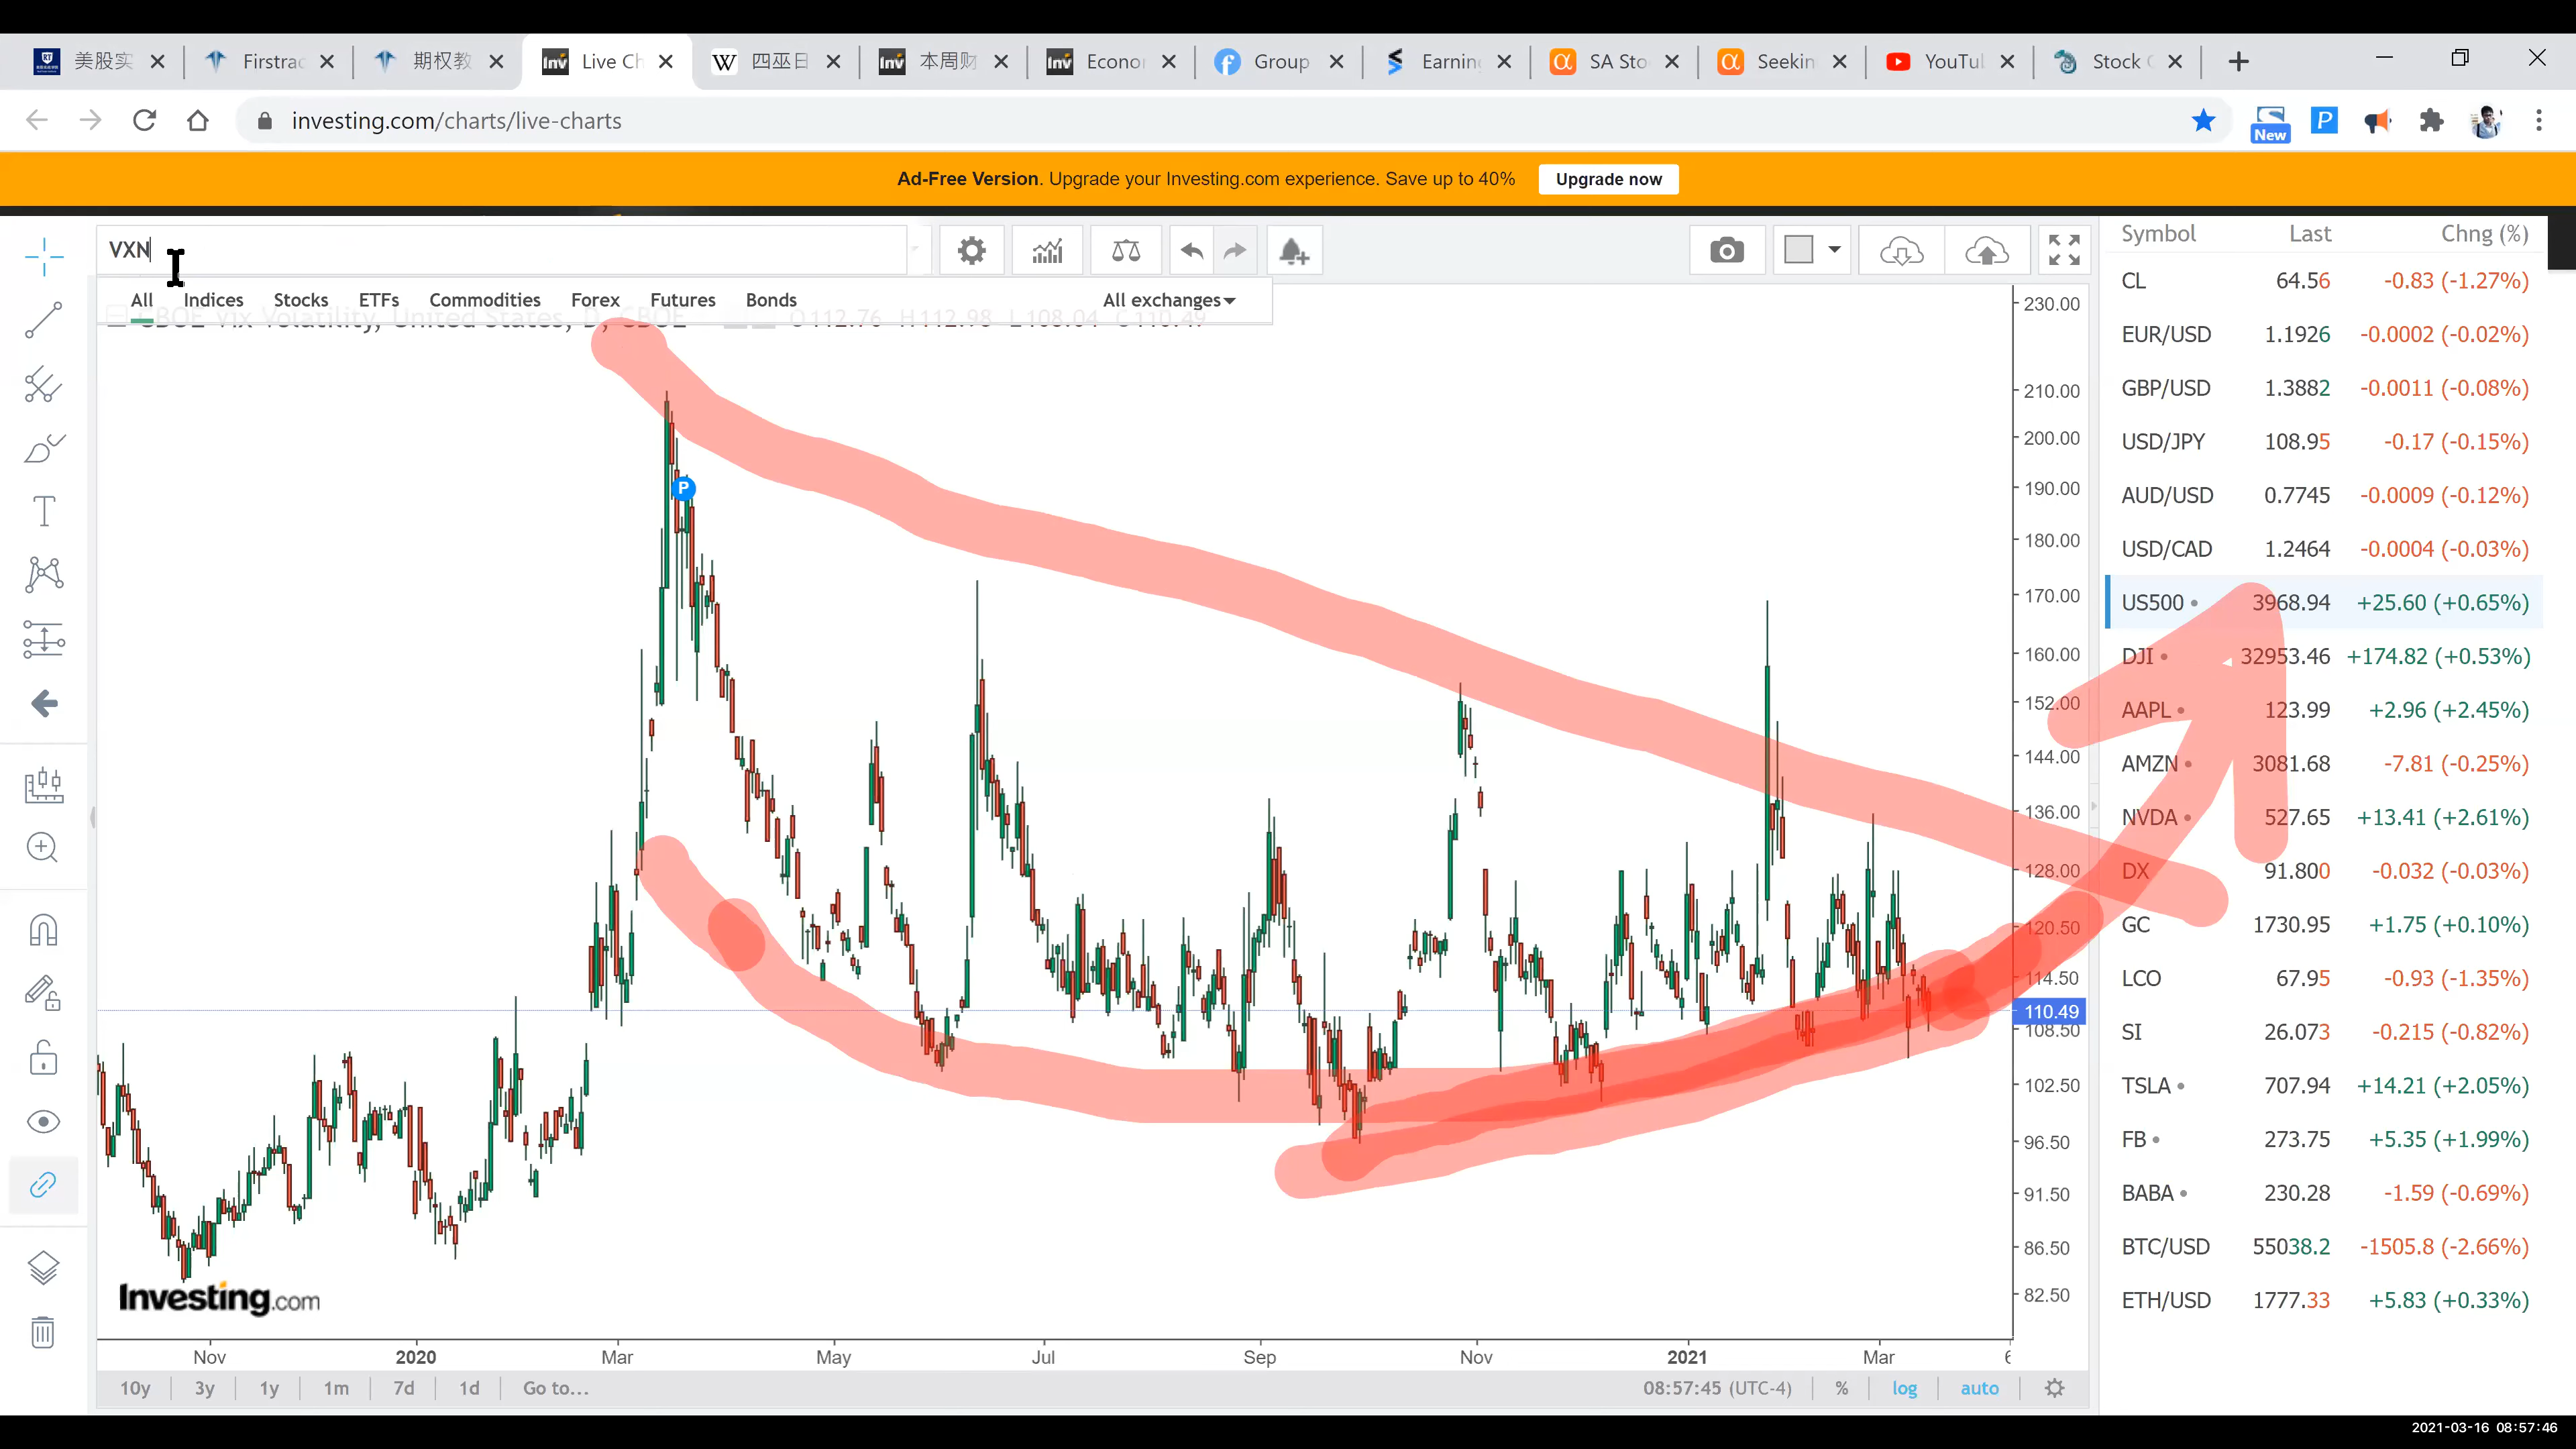 美股实 Firstrac 期权教 Live Ch 四巫日 本周财 Econo Group Earnin SA Sto Seekin YouTu Stock
investing.com/charts/live-charts
New
Ad-Free Version. Upgrade your Investing.com experience. Save up to 40% Upgrade now
VXN
All Indices Stocks ETFs Commodities Forex Futures Bonds All exchanges
CBOE Vix Volatility, United States, D, CBOE O112.76 H112.98 L108.04 C110.49
Symbol Last Chng (%)
CL 64.56 -0.83 (-1.27%)
EUR/USD 1.1926 -0.0002 (-0.02%)
GBP/USD 1.3882 -0.0011 (-0.08%)
USD/JPY 108.95 -0.17 (-0.15%)
AUD/USD 0.7745 -0.0009 (-0.12%)
USD/CAD 1.2464 -0.0004 (-0.03%)
US500 3968.94 +25.60 (+0.65%)
DJI 32953.46 +174.82 (+0.53%)
AAPL 123.99 +2.96 (+2.45%)
AMZN 3081.68 -7.81 (-0.25%)
NVDA 527.65 +13.41 (+2.61%)
DX 91.800 -0.032 (-0.03%)
GC 1730.95 +1.75 (+0.10%)
LCO 67.95 -0.93 (-1.35%)
SI 26.073 -0.215 (-0.82%)
TSLA 707.94 +14.21 (+2.05%)
FB 273.75 +5.35 (+1.99%)
BABA 230.28 -1.59 (-0.69%)
BTC/USD 55038.2 -1505.8 (-2.66%)
ETH/USD 1777.33 +5.83 (+0.33%)
230.00
210.00
200.00
190.00
180.00
170.00
160.00
152.00
144.00
136.00
128.00
120.50
114.50
110.49
108.50
102.50
96.50
91.50
86.50
82.50
P
Investing.com
Nov 2020 Mar May Jul Sep Nov 2021 Mar
10y 3y 1y 1m 7d 1d Go to... 08:57:45 (UTC-4) % log auto
2021-03-16 08:57:46